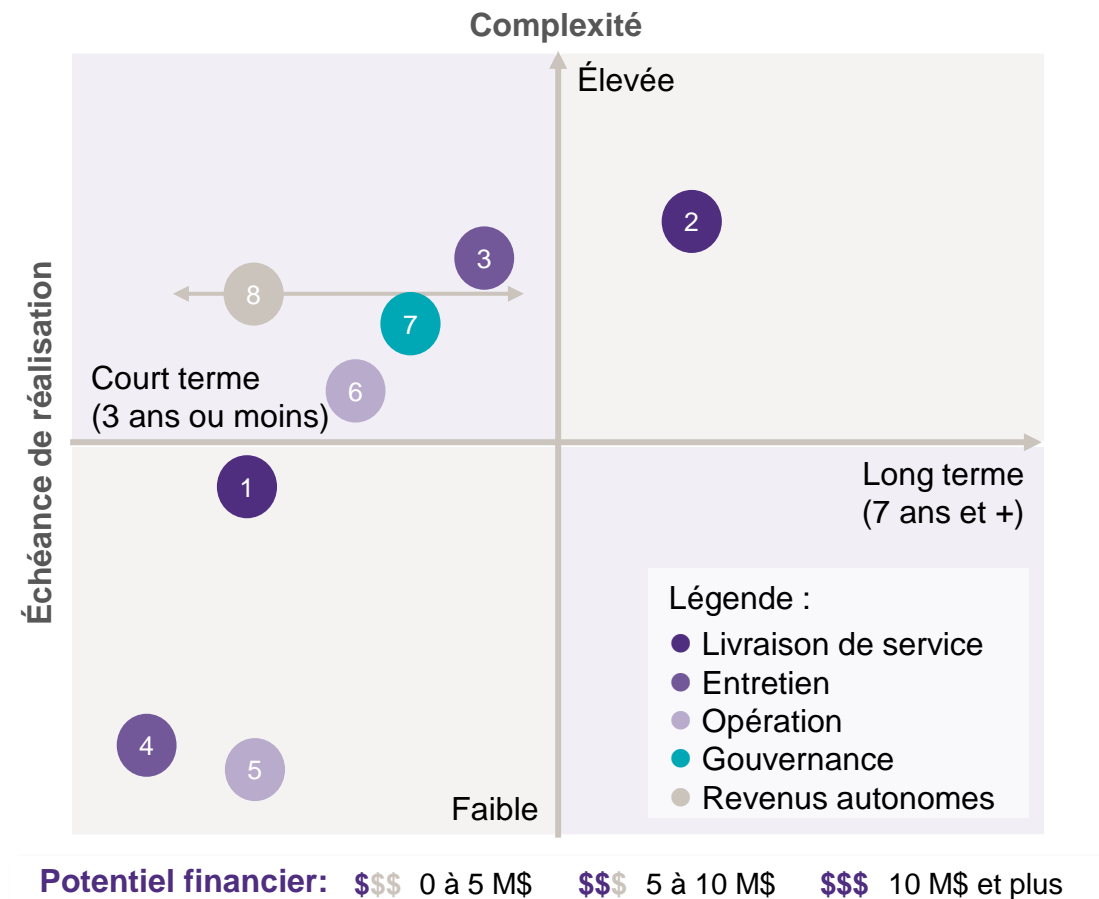 Complexité
Élevée
2
3
8
7
Court terme
(3 ans ou moins)
6
Échéance de réalisation
1
Long terme
(7 ans et +)
4
5
Faible
Légende :
Livraison de service
Entretien
Opération
Gouvernance
Revenus autonomes
Potentiel financier: $$$ 0 à 5 M$ $$$ 5 à 10 M$ $$$ 10 M$ et plus